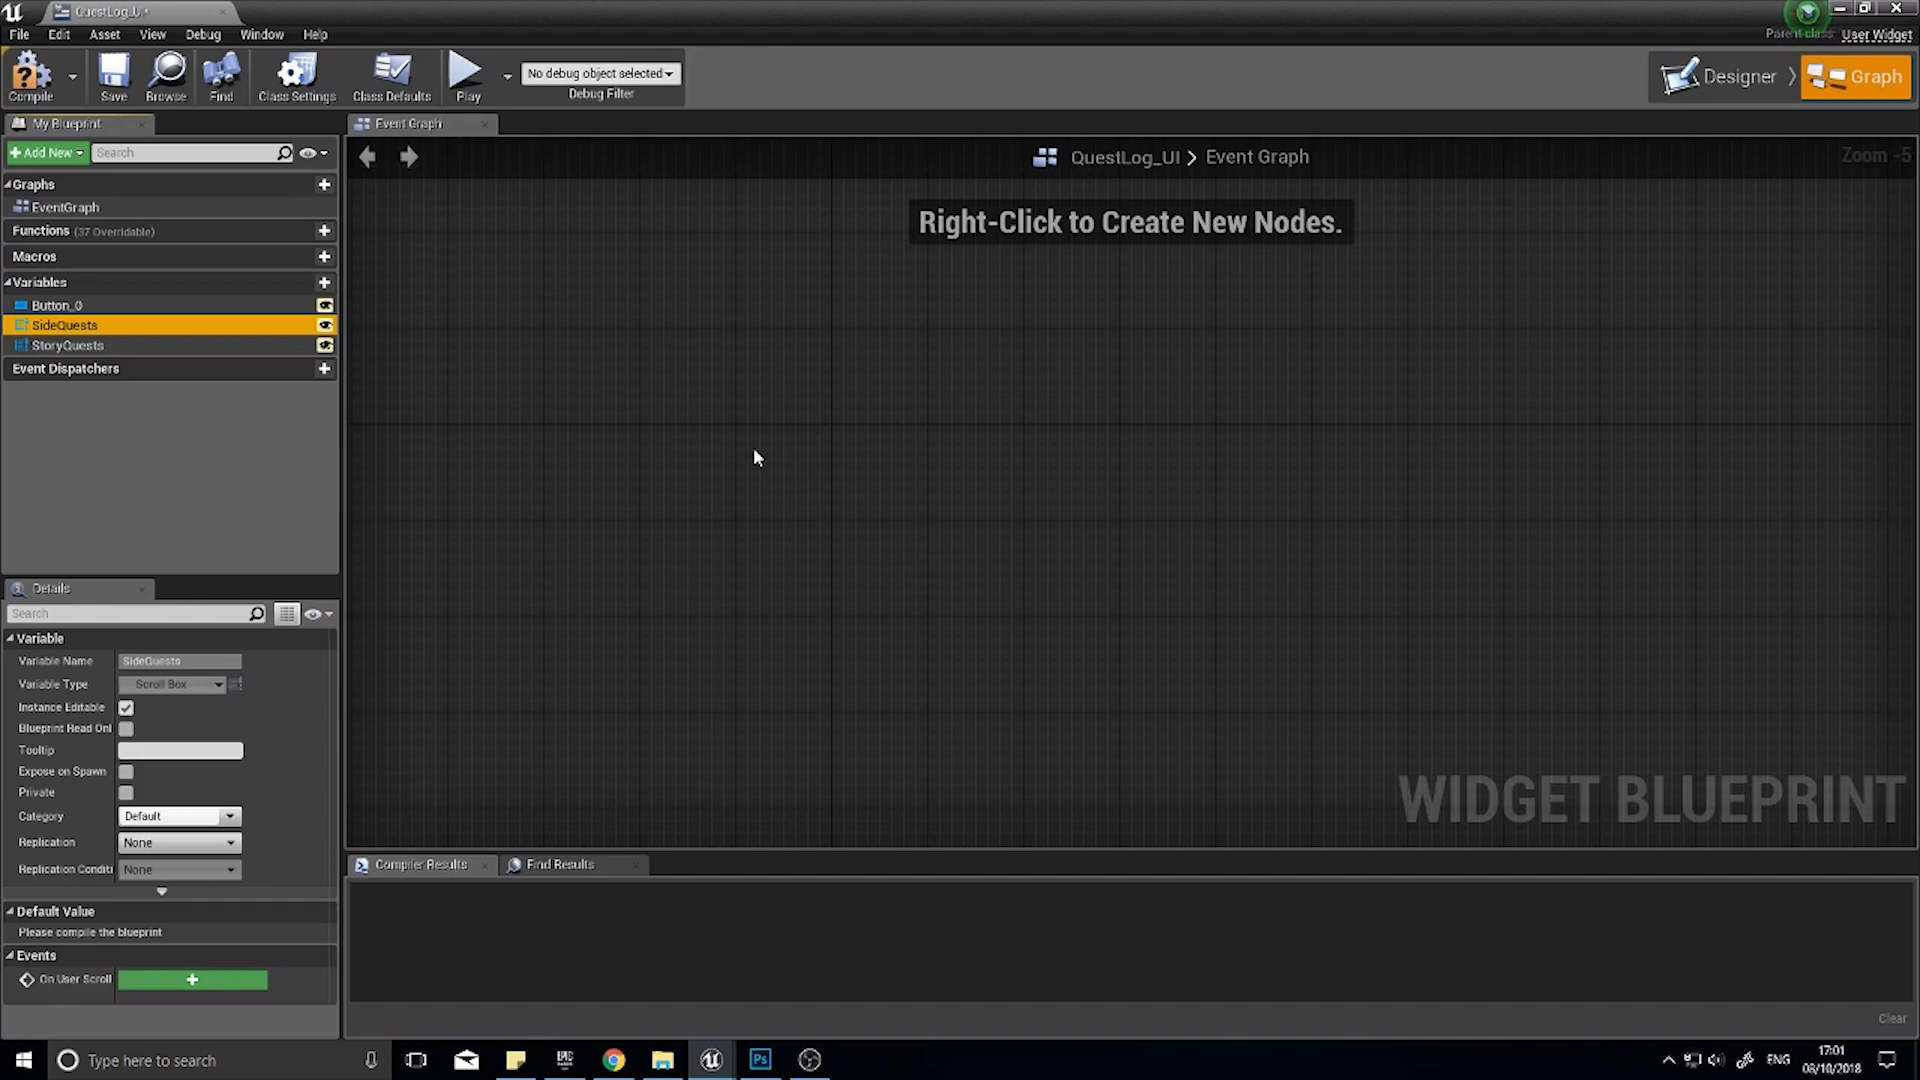 QuestLog_U*
File Edit Asset View Debug Window Help
Parent class: User Widget
Compile Save Browse Find Class Settings Class Defaults Play
No debug object selected
Debug Filter
Designer Graph
My Blueprint
Event Graph
Add New Search
QuestLog_UI > Event Graph
Zoom -5
Graphs
EventGraph
Functions (37 Overridable)
Macros
Variables
Button_0
SideQuests
StoryQuests
Event Dispatchers
Right-Click to Create New Nodes.
WIDGET BLUEPRINT
Details
Search
Variable
Variable Name SideQuests
Variable Type Scroll Box
Instance Editable
Blueprint Read Onl
Tooltip
Expose on Spawn
Private
Category Default
Replication None
Replication Conditi None
Default Value
Please compile the blueprint
Events
On User Scroll
Compiler Results Find Results
Clear
Type here to search
EPIC
Ps
ENG
17:01
08/10/2018